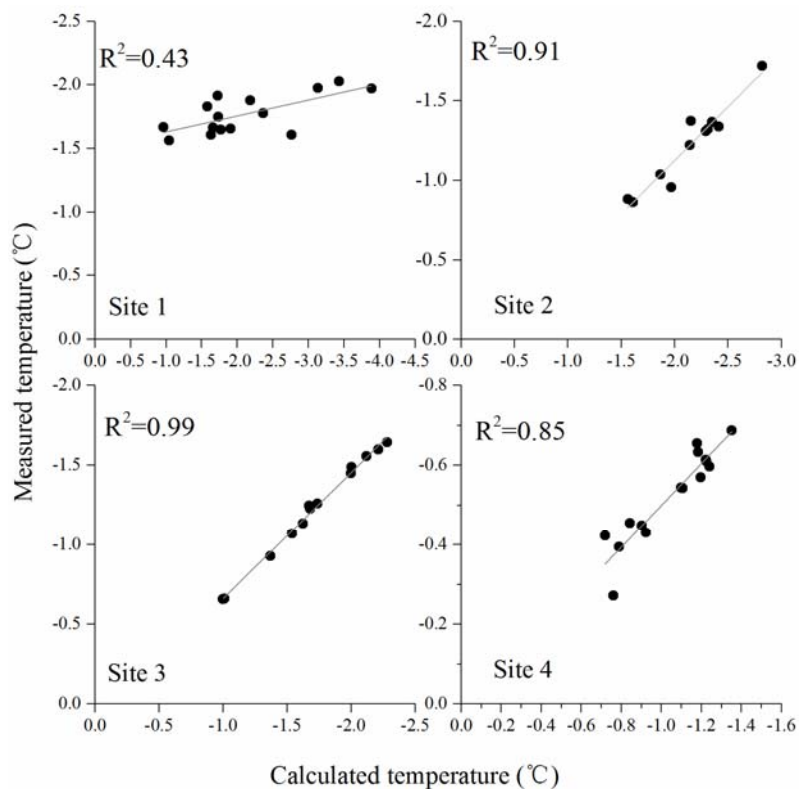 -2.5
-2.0
-1.5
-1.0
-0.5
0.0
R²=0.43
Site 1
0.0 -0.5 -1.0 -1.5 -2.0 -2.5 -3.0 -3.5 -4.0 -4.5
-2.0
-1.5
-1.0
-0.5
0.0
R²=0.91
Site 2
0.0 -0.5 -1.0 -1.5 -2.0 -2.5 -3.0
-2.0
-1.5
-1.0
-0.5
0.0
R²=0.99
Site 3
0.0 -0.5 -1.0 -1.5 -2.0 -2.5
-0.8
-0.6
-0.4
-0.2
0.0
R²=0.85
Site 4
0.0 -0.2 -0.4 -0.6 -0.8 -1.0 -1.2 -1.4 -1.6
Measured temperature (℃)
Calculated temperature (℃)